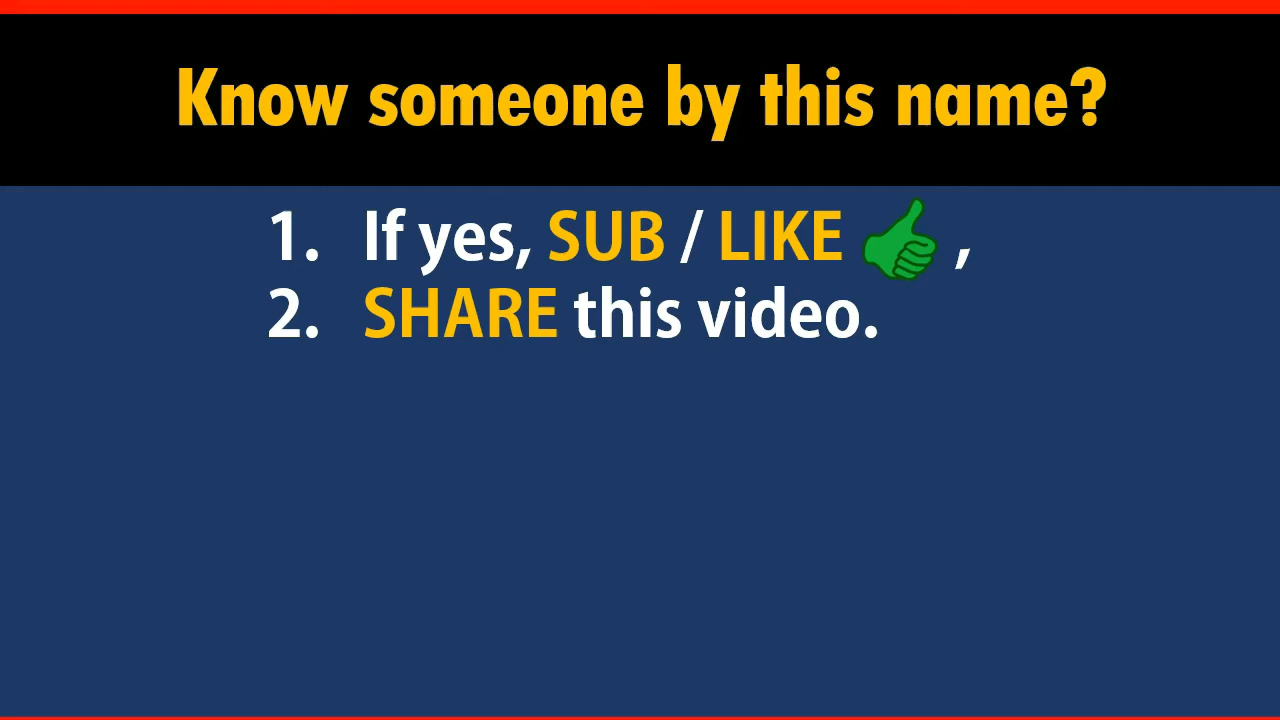 Know someone by this name?
1. If yes, SUB / LIKE ,
2. SHARE this video.